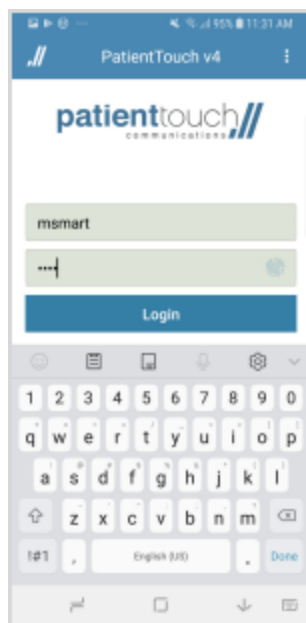 95% 11:31 AM
PatientTouch v4
patienttouch
communications
msmart
••••
Login
1 2 3 4 5 6 7 8 9 0
q w e r t y u i o p
a s d f g h j k l
z x c v b n m
!#1 , English (US) . Done